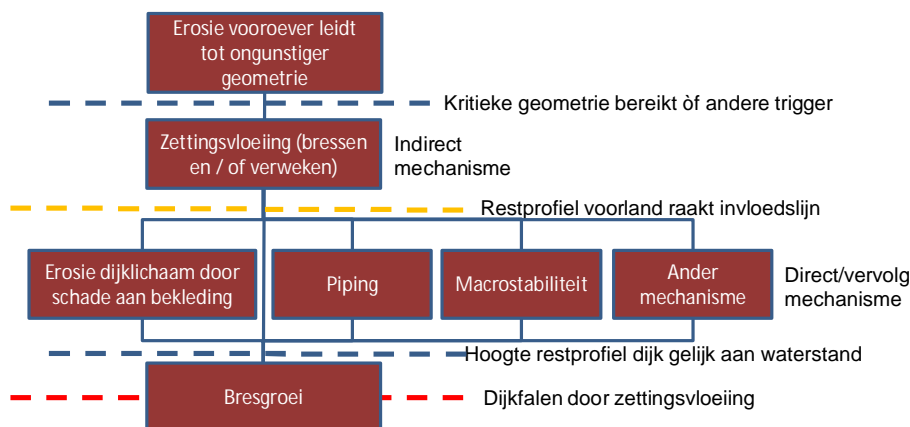 Erosie vooroever leidt
tot ongunstiger
geometrie
Kritieke geometrie bereikt òf andere trigger
Zettingsvloeiing (bressen
en / of verweken)
Indirect
mechanisme
Restprofiel voorland raakt invloedslijn
Erosie dijklichaam door
schade aan bekleding
Piping
Macrostabiliteit
Ander
mechanisme
Direct/vervolg
mechanisme
Hoogte restprofiel dijk gelijk aan waterstand
Bresgroei
Dijkfalen door zettingsvloeiing